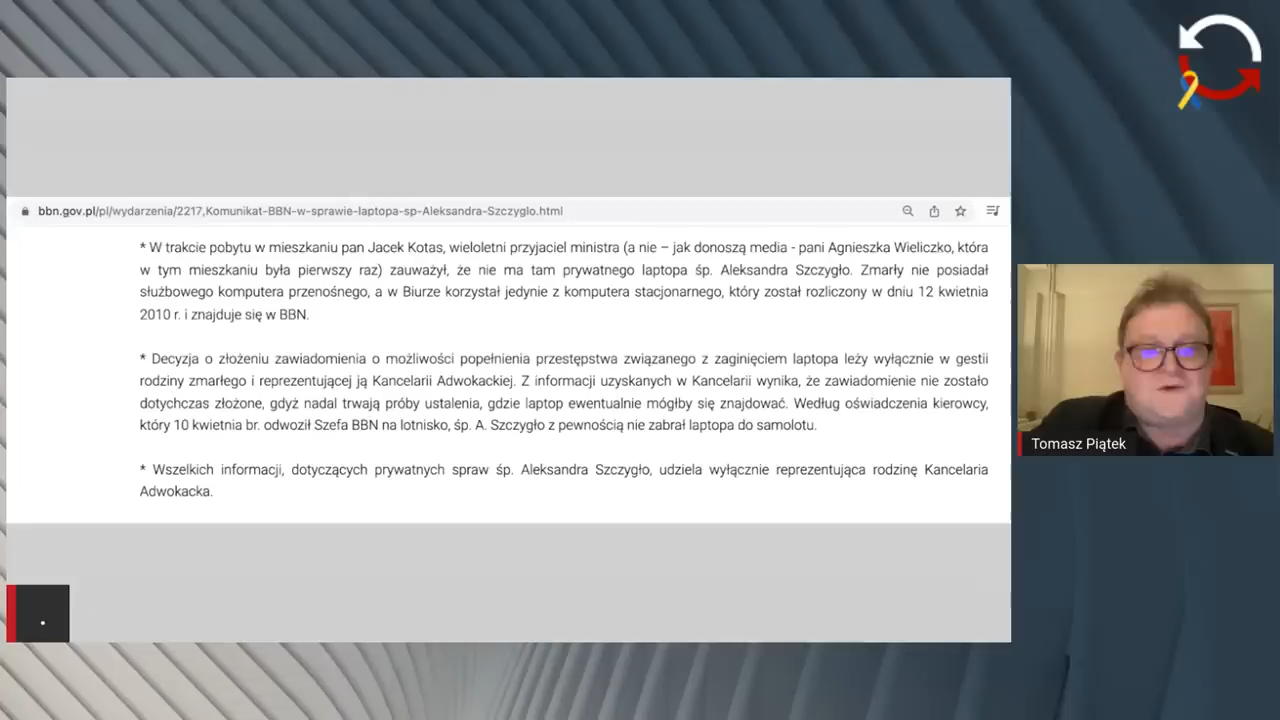 bbn.gov.pl/pl/wydarzenia/2217,Komunikat-BBN-w-sprawie-laptopa-sp-Aleksandra-Szczyglo.html
* W trakcie pobytu w mieszkaniu pan Jacek Kotas, wieloletni przyjaciel ministra (a nie – jak donoszą media - pani Agnieszka Wieliczko, która
w tym mieszkaniu była pierwszy raz) zauważył, że nie ma tam prywatnego laptopa śp. Aleksandra Szczygło. Zmarły nie posiadał
służbowego komputera przenośnego, a w Biurze korzystał jedynie z komputera stacjonarnego, który został rozliczony w dniu 12 kwietnia
2010 r. i znajduje się w BBN.
* Decyzja o złożeniu zawiadomienia o możliwości popełnienia przestępstwa związanego z zaginięciem laptopa leży wyłącznie w gestii
rodziny zmarłego i reprezentującej ją Kancelarii Adwokackiej. Z informacji uzyskanych w Kancelarii wynika, że zawiadomienie nie zostało
dotychczas złożone, gdyż nadal trwają próby ustalenia, gdzie laptop ewentualnie mógłby się znajdować. Według oświadczenia kierowcy,
który 10 kwietnia br. odwoził Szefa BBN na lotnisko, śp. A. Szczygło z pewnością nie zabrał laptopa do samolotu.
* Wszelkich informacji, dotyczących prywatnych spraw śp. Aleksandra Szczygło, udziela wyłącznie reprezentująca rodzinę Kancelaria
Adwokacka.
Tomasz Piątek
.